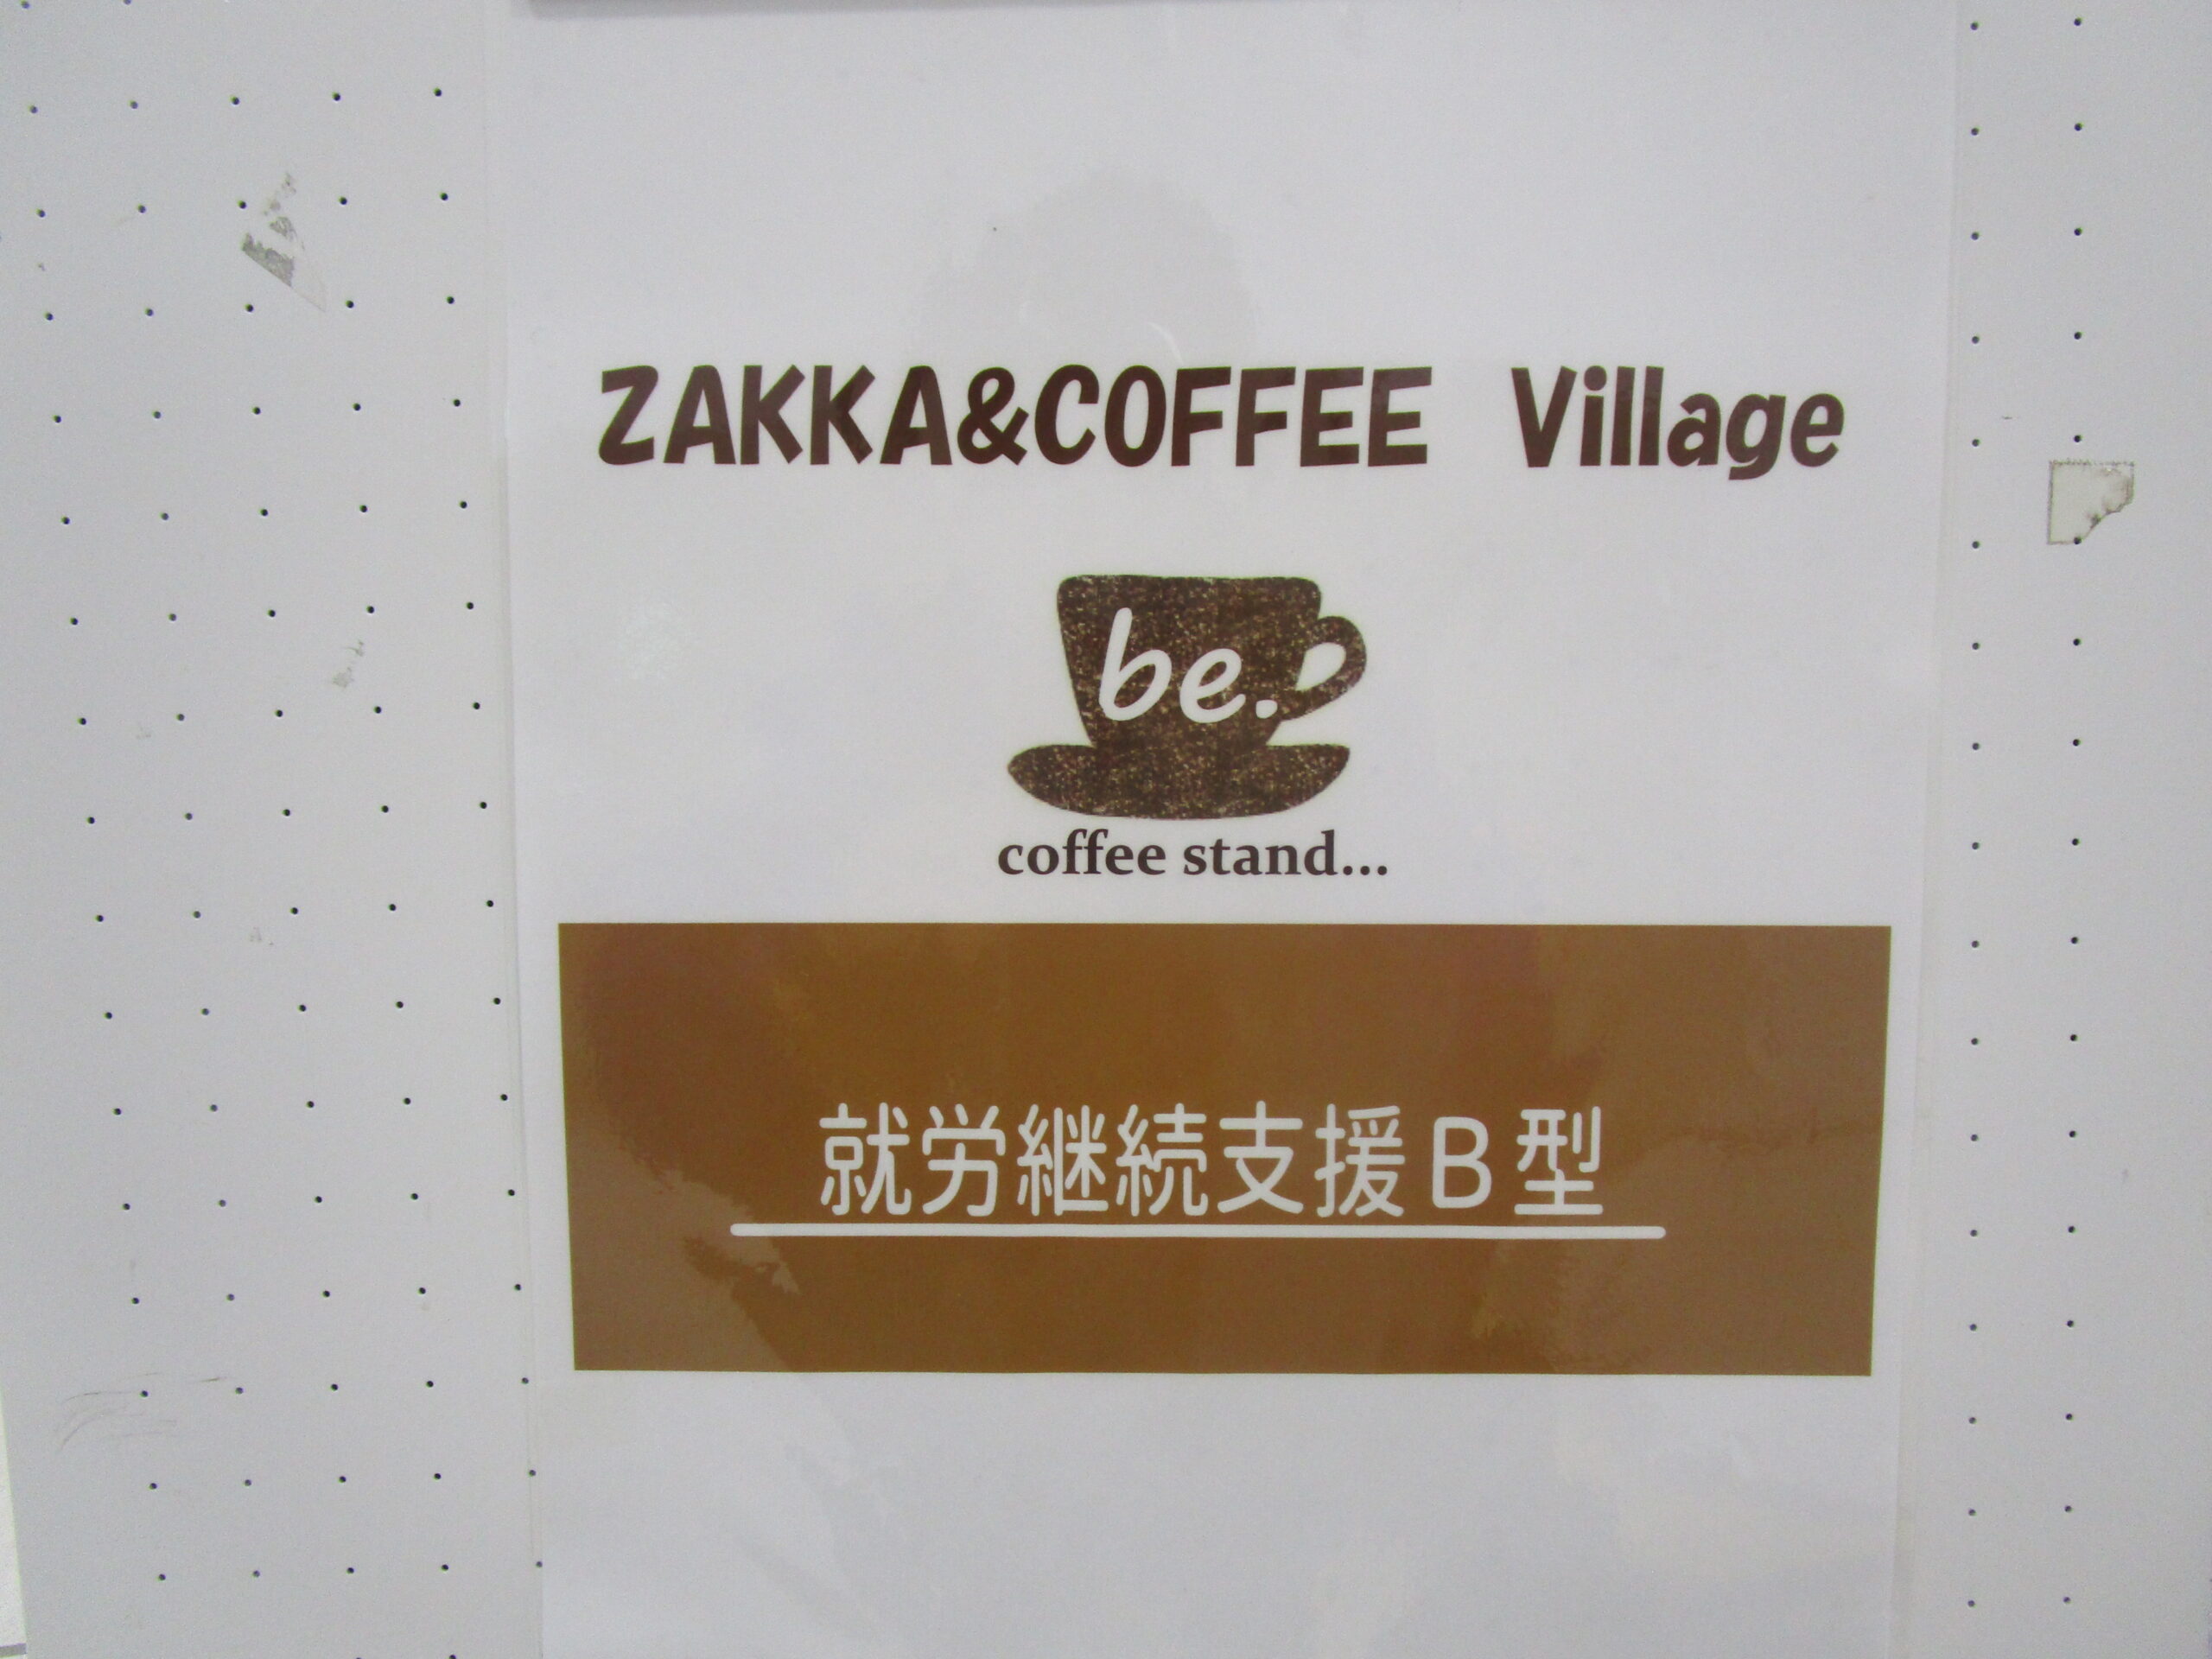 ZAKKA&COFFEE Village
be.
coffee stand...
就労継続支援B型